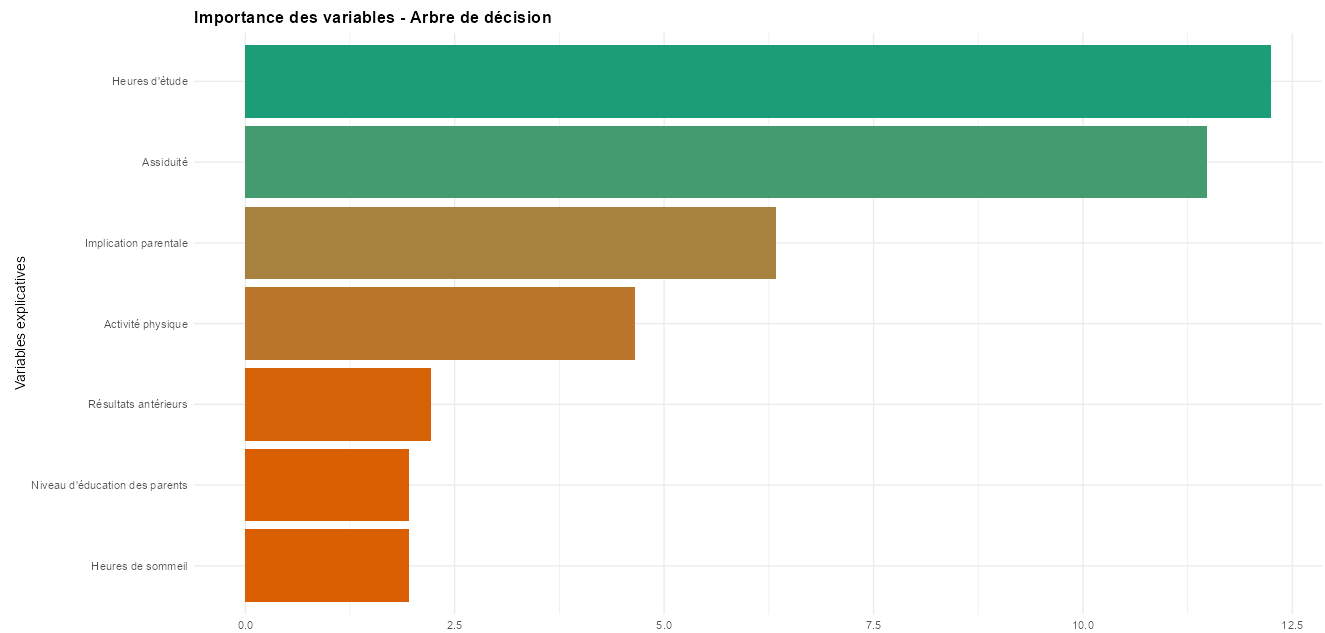 Importance des variables - Arbre de décision
Variables explicatives
Heures d'étude
Assiduité
Implication parentale
Activité physique
Résultats antérieurs
Niveau d'éducation des parents
Heures de sommeil
0.0 2.5 5.0 7.5 10.0 12.5